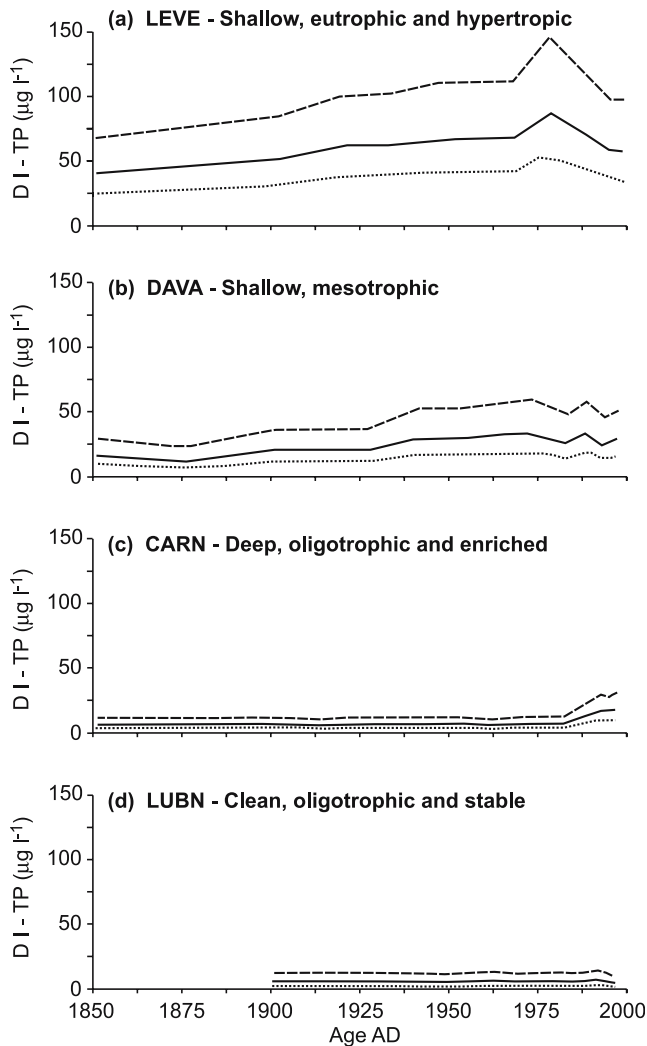 (a) LEVE - Shallow, eutrophic and hypertropic
150
100
50
0
D I - TP (µg l-1)
(b) DAVA - Shallow, mesotrophic
150
100
50
0
D I - TP (µg l-1)
(c) CARN - Deep, oligotrophic and enriched
150
100
50
0
D I - TP (µg l-1)
(d) LUBN - Clean, oligotrophic and stable
150
100
50
0
D I - TP (µg l-1)
1850 1875 1900 1925 1950 1975 2000
Age AD